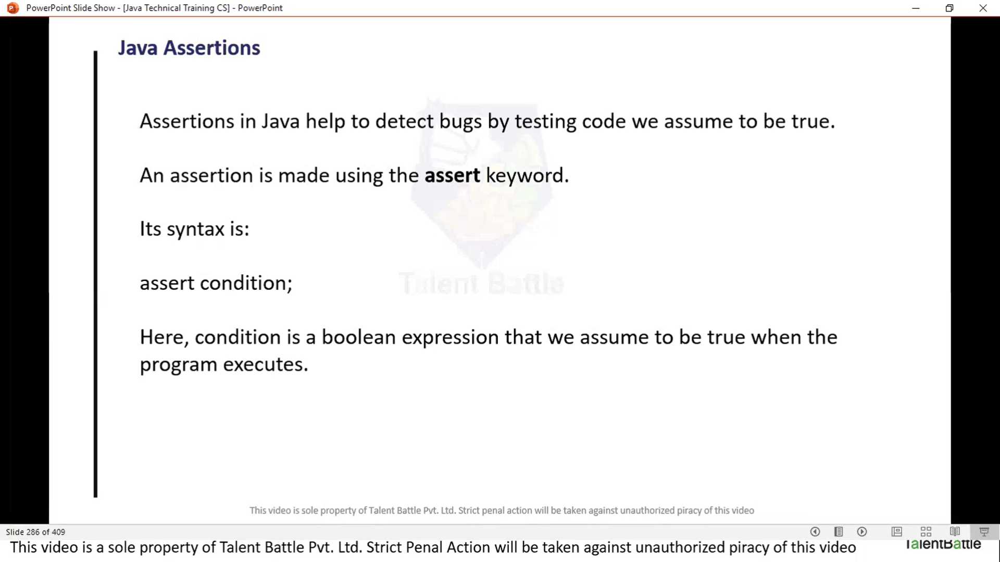 PowerPoint Slide Show - [Java Technical Training CS] - PowerPoint
Java Assertions
Assertions in Java help to detect bugs by testing code we assume to be true.
An assertion is made using the assert keyword.
Its syntax is:
assert condition;
Talent Battle
Here, condition is a boolean expression that we assume to be true when the
program executes.
This video is sole property of Talent Battle Pvt. Ltd. Strict penal action will be taken against unauthorized piracy of this video
Slide 286 of 409
This video is a sole property of Talent Battle Pvt. Ltd. Strict Penal Action will be taken against unauthorized piracy of this video
TalentBattle